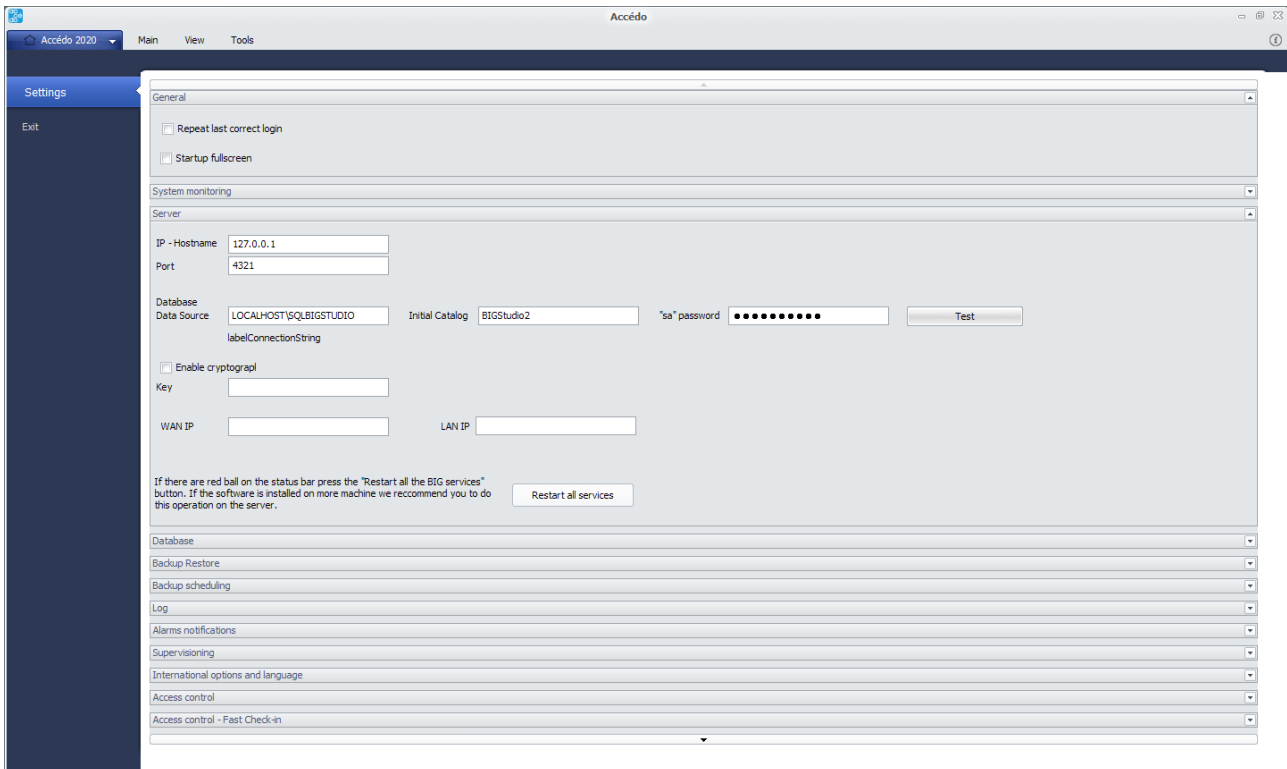 Accédo
Accédo 2020 Main View Tools
Settings
Exit
General
Repeat last correct login
Startup fullscreen
System monitoring
Server
IP - Hostname 127.0.0.1
Port 4321
Database
Data Source LOCALHOST\SQLBIGSTUDIO Initial Catalog BIGStudio2 "sa" password ●●●●●●●●●● Test
labelConnectionString
Enable cryptograpl
Key
WAN IP LAN IP
If there are red ball on the status bar press the "Restart all the BIG services"
button. If the software is installed on more machine we reccommend you to do
this operation on the server.
Restart all services
Database
Backup Restore
Backup scheduling
Log
Alarms notifications
Supervisioning
International options and language
Access control
Access control - Fast Check-in